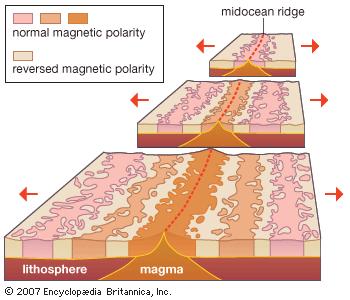 midocean ridge
normal magnetic polarity
reversed magnetic polarity
lithosphere
magma
© 2007 Encyclopædia Britannica, Inc.